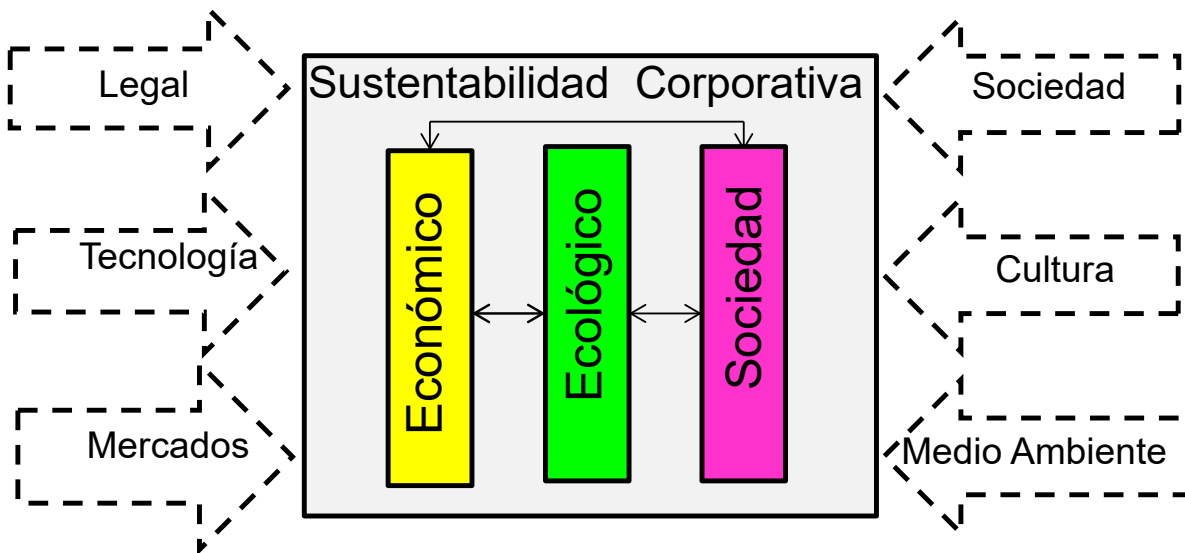 Legal
Sustentabilidad Corporativa
Sociedad
Tecnología
Económico
Ecológico
Sociedad
Cultura
Mercados
Medio Ambiente